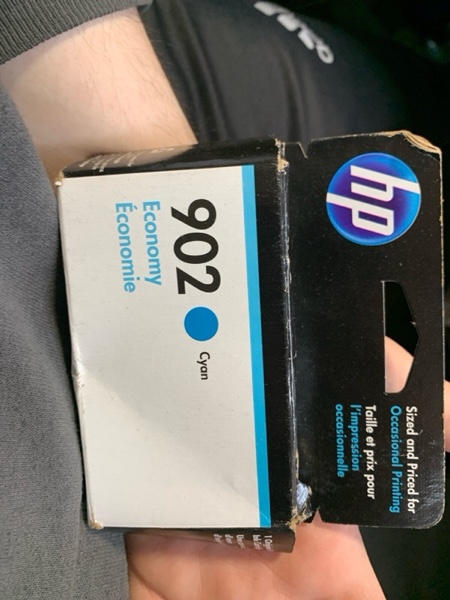 hp
Sized and Priced for
Occasional Printing
Taille et prix pour
l'impression
occasionnelle
902
Cyan
Economy
Économie